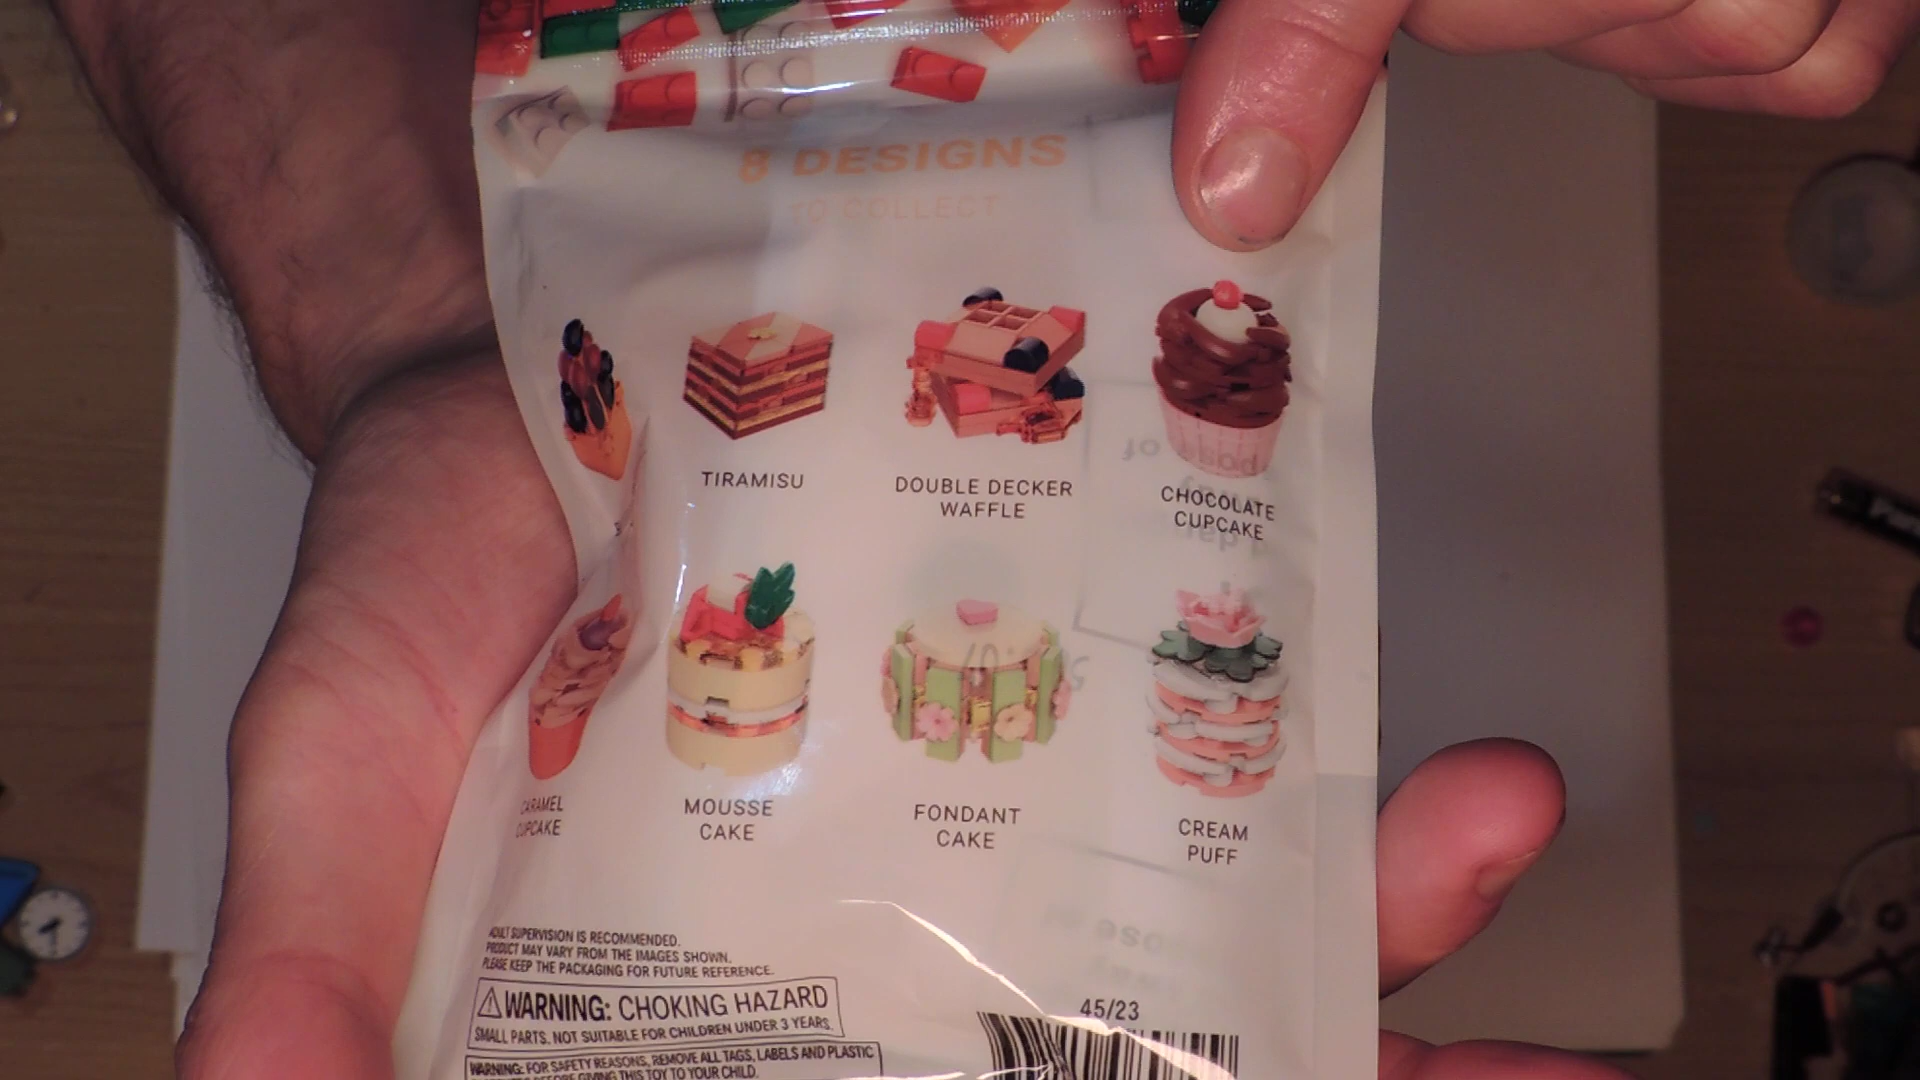 8 DESIGNS
TO COLLECT
TIRAMISU
DOUBLE DECKER
WAFFLE
CHOCOLATE
CUPCAKE
CARAMEL
CUPCAKE
MOUSSE
CAKE
FONDANT
CAKE
CREAM
PUFF
ADULT SUPERVISION IS RECOMMENDED.
PRODUCT MAY VARY FROM THE IMAGES SHOWN.
PLEASE KEEP THE PACKAGING FOR FUTURE REFERENCE.
WARNING: CHOKING HAZARD
SMALL PARTS. NOT SUITABLE FOR CHILDREN UNDER 3 YEARS.
WARNING: FOR SAFETY REASONS, REMOVE ALL TAGS, LABELS AND PLASTIC
BEFORE GIVING THIS TOY TO YOUR CHILD.
45/23